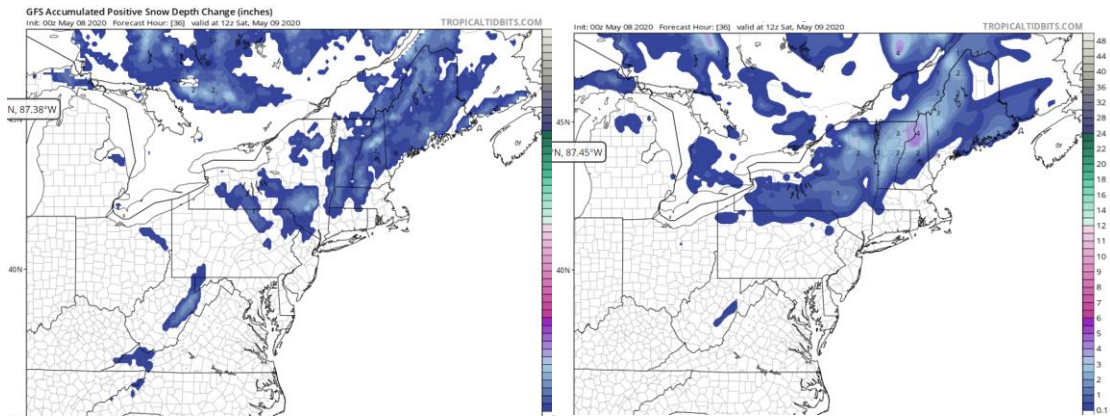 GFS Accumulated Positive Snow Depth Change (inches)
Init: 00z May 08 2020 Forecast Hour: [36] valid at 12z Sat, May 09 2020
TROPICALTIDBITS.COM
N, 87.38°W
40N
Init: 00z May 08 2020 Forecast Hour: [36] valid at 12z Sat, May 09 2020
TROPICALTIDBITS.COM
45N
N, 87.45°W
40N
48
44
40
36
32
28
24
22
20
18
16
14
12
11
10
9
8
7
6
5
4
3
2
1
0.1